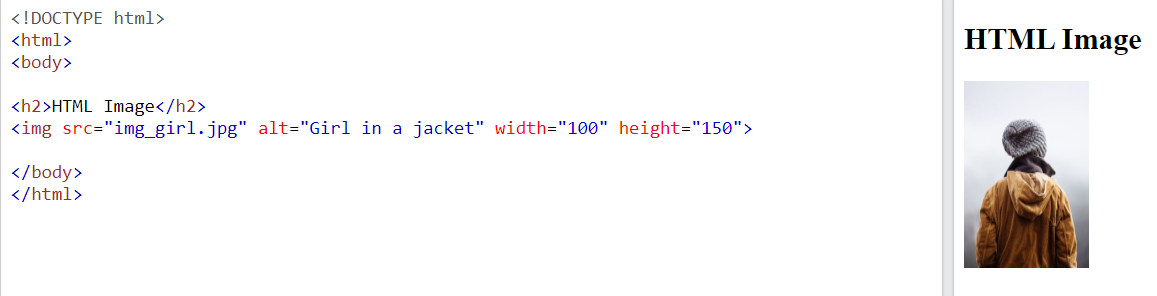 <!DOCTYPE html>
<html>
<body>
<h2>HTML Image</h2>
<img src="img_girl.jpg" alt="Girl in a jacket" width="100" height="150">
</body>
</html>
HTML Image